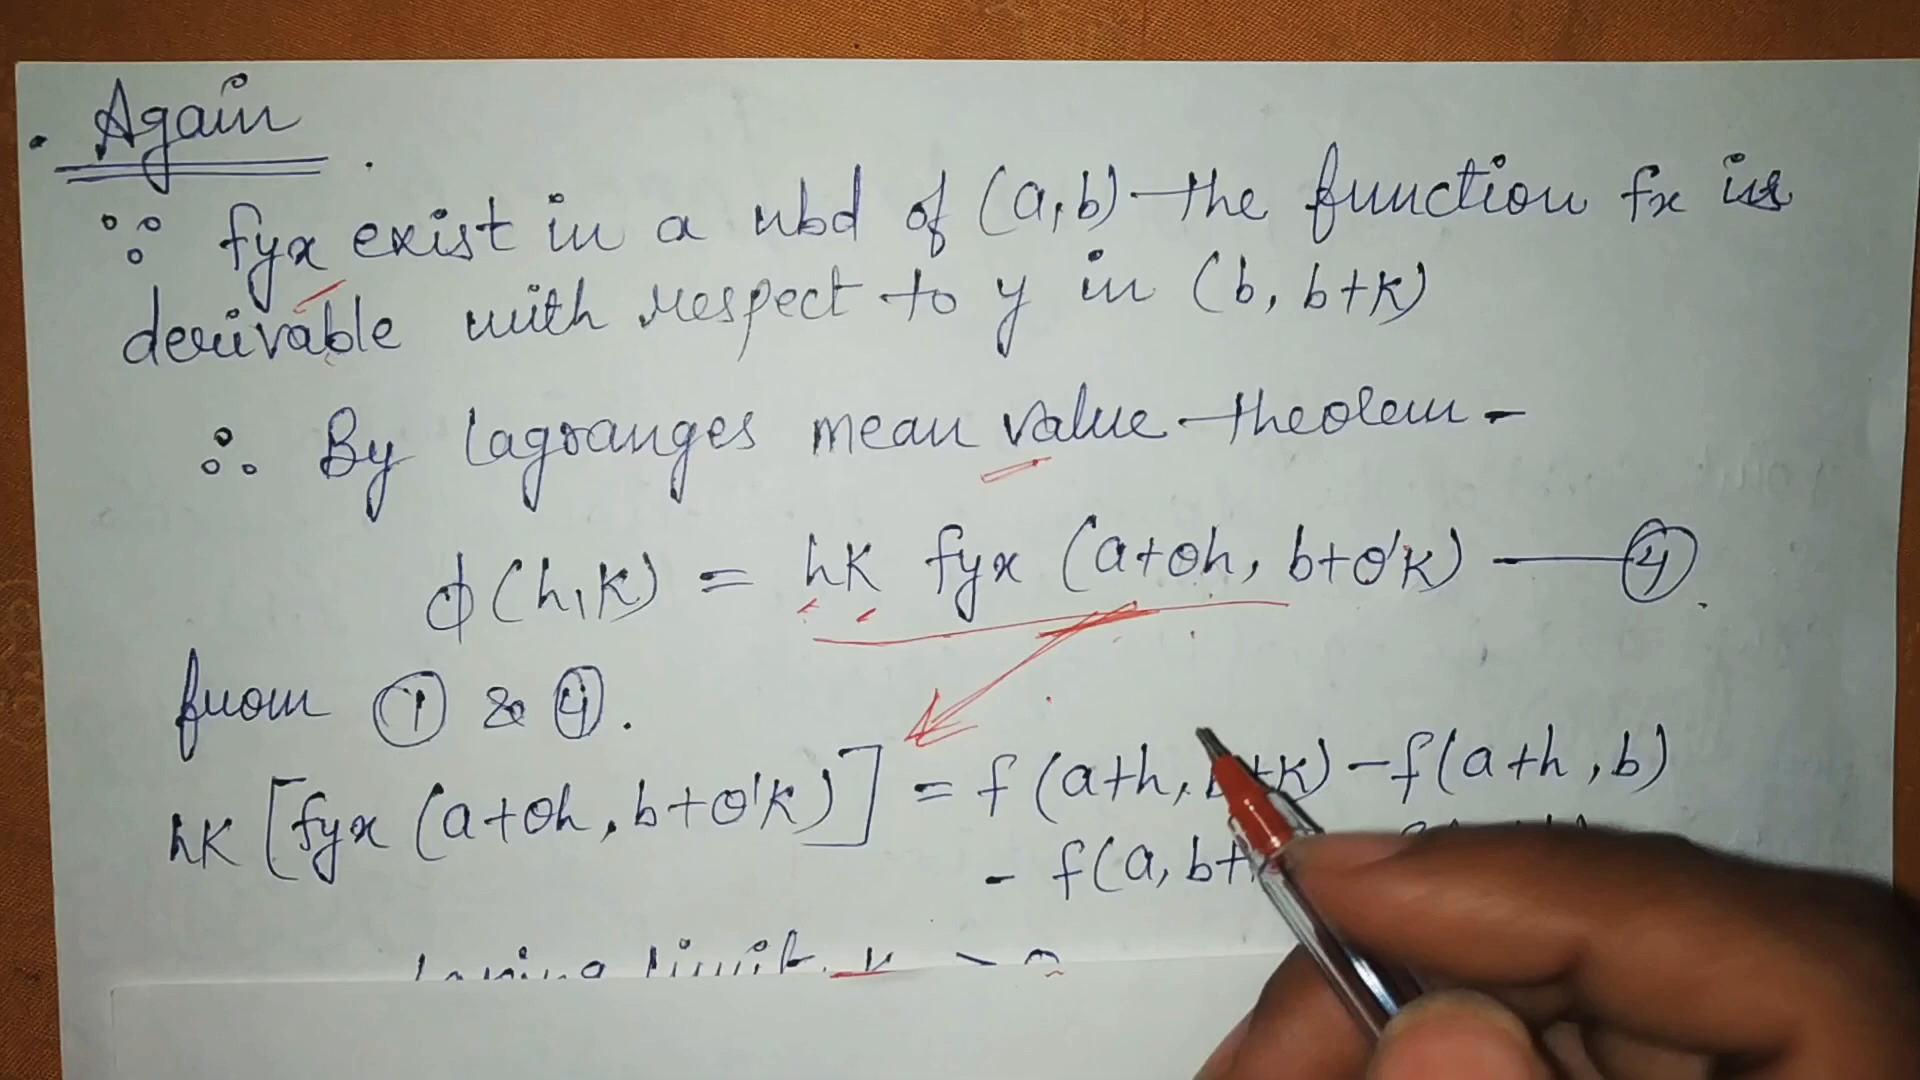 Again
∵ fyx exist in a nbd of (a,b) the function fx is
derivable with respect to y in (b, b+k)
∴ By lagranges mean value theorem -
ϕ(h,k) = hk fyx (a+θh, b+θ'k) — ④
from ① & ④.
hk [fyx (a+θh, b+θ'k)] = f(a+h, b+k) - f(a+h, b)
- f(a, b+
limit